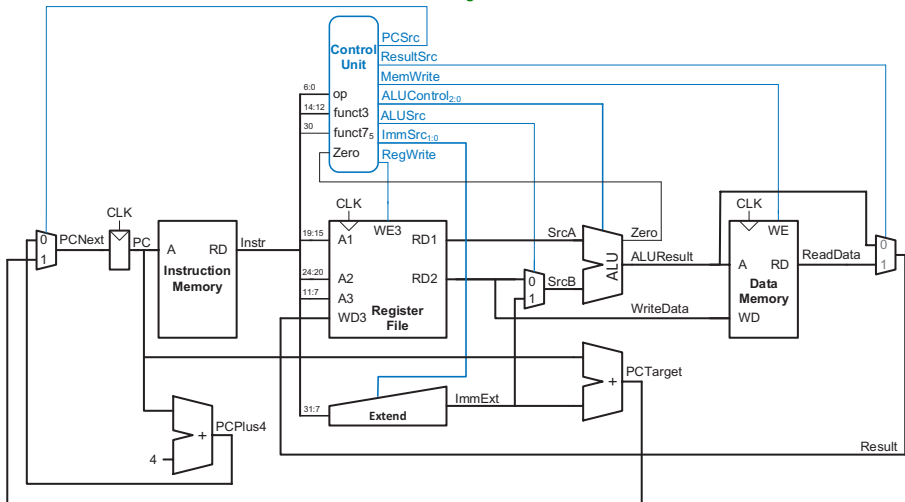 PCSrc
Control
Unit
ResultSrc
MemWrite
6:0
op
ALUControl2:0
14:12
funct3
ALUSrc
30
funct75
ImmSrc1:0
Zero
RegWrite
CLK
CLK
CLK
0
1
PCNext
PC
A
RD
Instruction
Memory
Instr
19:15
A1
WE3
RD1
24:20
A2
RD2
11:7
A3
WD3
Register
File
SrcA
0
1
SrcB
ALU
Zero
ALUResult
WriteData
WE
A
RD
Data
Memory
WD
ReadData
0
1
31:7
Extend
ImmExt
+
PCTarget
4
+
PCPlus4
Result